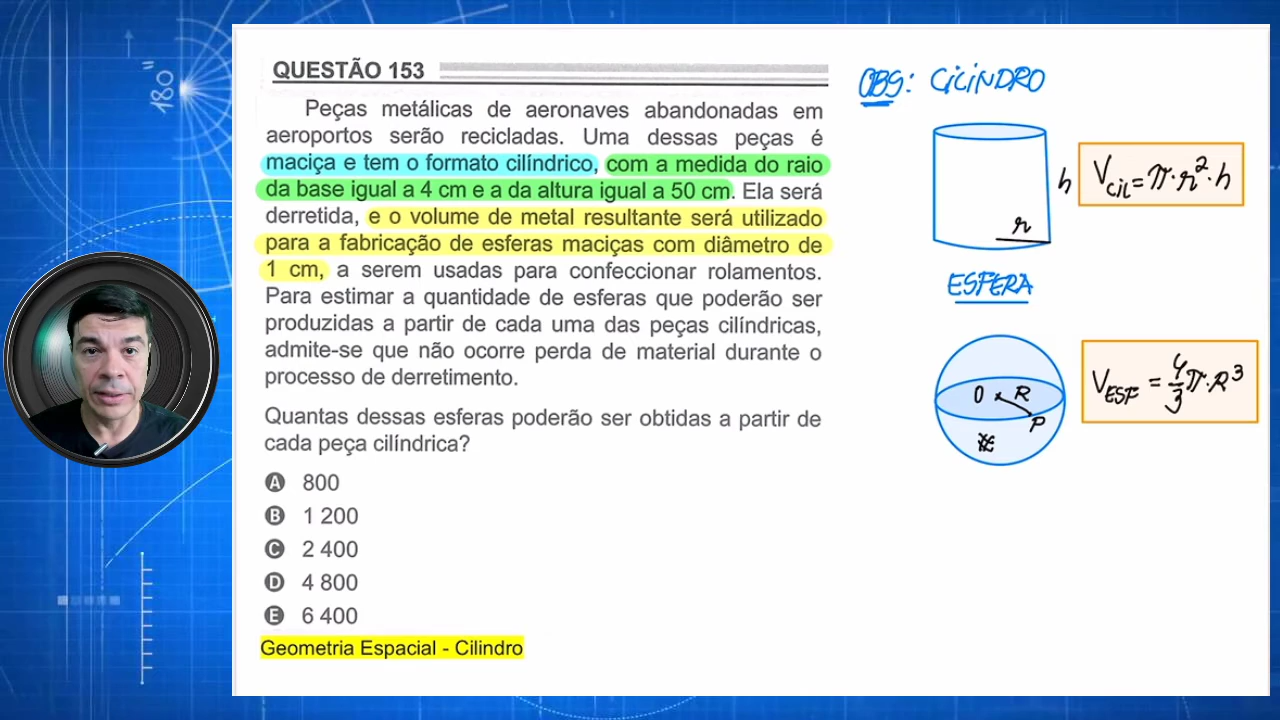 180°
QUESTÃO 153
Peças metálicas de aeronaves abandonadas em
aeroportos serão recicladas. Uma dessas peças é
maciça e tem o formato cilíndrico, com a medida do raio
da base igual a 4 cm e a da altura igual a 50 cm. Ela será
derretida, e o volume de metal resultante será utilizado
para a fabricação de esferas maciças com diâmetro de
1 cm, a serem usadas para confeccionar rolamentos.
Para estimar a quantidade de esferas que poderão ser
produzidas a partir de cada uma das peças cilíndricas,
admite-se que não ocorre perda de material durante o
processo de derretimento.
Quantas dessas esferas poderão ser obtidas a partir de
cada peça cilíndrica?
A 800
B 1 200
C 2 400
D 4 800
E 6 400
Geometria Espacial - Cilindro
OBS: CILINDRO
h
r
V_CIL = π·r²·h
ESFERA
O R
P
V_ESF = 4/3 π·R³